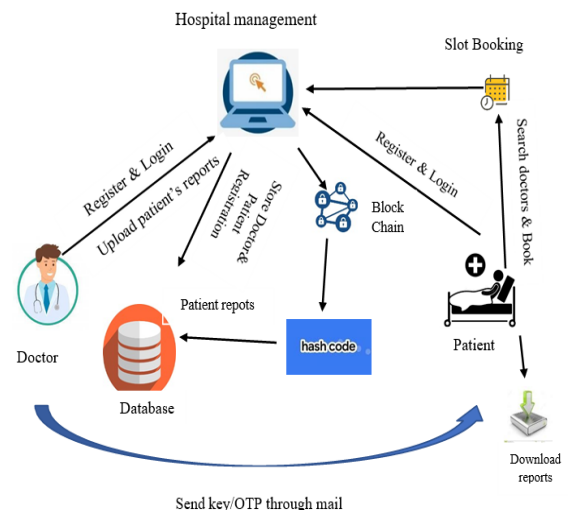 Hospital management
Slot Booking
Register & Login
Upload patient's reports
Store Doctor&
Patient
Registration
Register & Login
Search doctors & Book
Block
Chain
Patient repots
hash code
Doctor
Database
Patient
Download
reports
Send key/OTP through mail